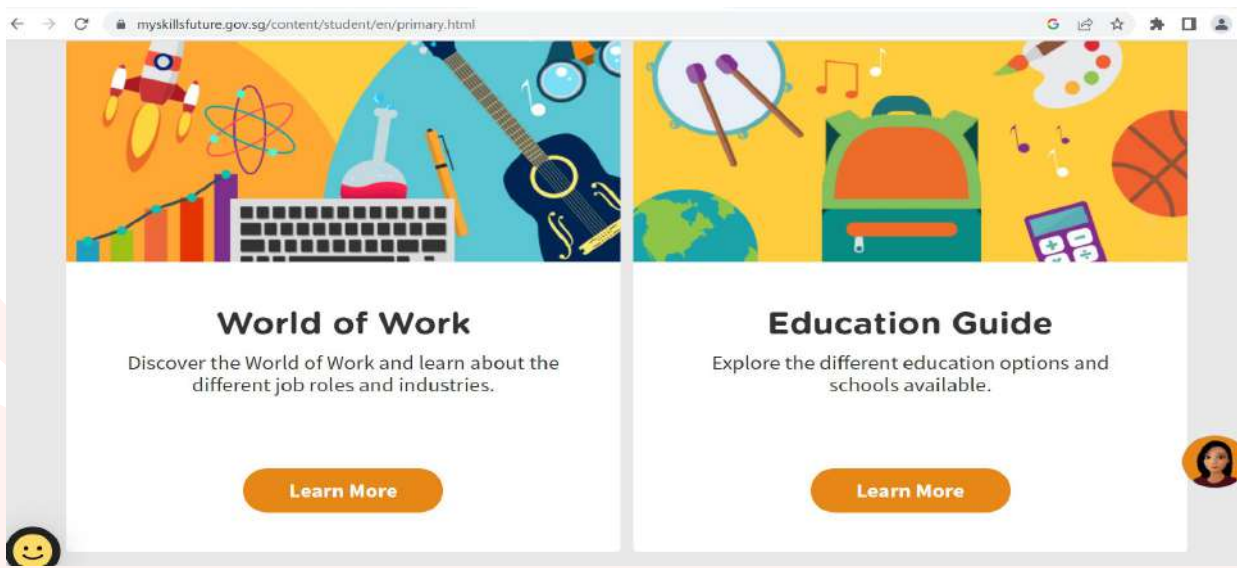 myskillsfuture.gov.sg/content/student/en/primary.html
World of Work
Discover the World of Work and learn about the
different job roles and industries.
Learn More
Education Guide
Explore the different education options and
schools available.
Learn More